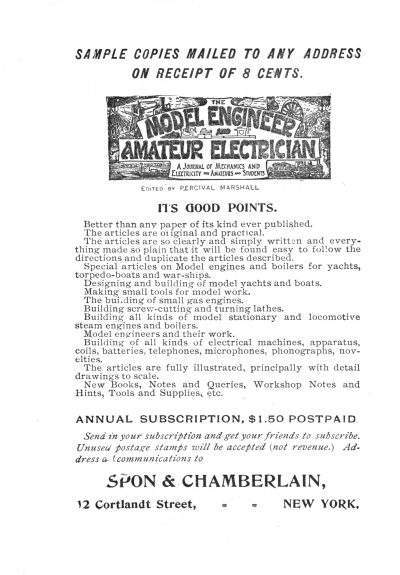 SAMPLE COPIES MAILED TO ANY ADDRESS
ON RECEIPT OF 8 CENTS.
THE
MODEL ENGINEER
AND
AMATEUR ELECTRICIAN
A JOURNAL OF MECHANICS AND
ELECTRICITY FOR AMATEURS AND STUDENTS
EDITED BY PERCIVAL MARSHALL
IT'S GOOD POINTS.
Better than any paper of its kind ever published.
The articles are original and practical.
The articles are so clearly and simply written and every-
thing made so plain that it will be found easy to follow the
directions and duplicate the articles described.
Special articles on Model engines and boilers for yachts,
torpedo-boats and war-ships.
Designing and building of model yachts and boats.
Making small tools for model work.
The building of small gas engines.
Building screw-cutting and turning lathes.
Building all kinds of model stationary and locomotive
steam engines and boilers.
Model engineers and their work.
Building of all kinds of electrical machines, apparatus,
coils, batteries, telephones, microphones, phonographs, nov-
elties.
The articles are fully illustrated, principally with detail
drawings to scale.
New Books, Notes and Queries, Workshop Notes and
Hints, Tools and Supplies, etc.
ANNUAL SUBSCRIPTION, $1.50 POSTPAID
Send in your subscription and get your friends to subscribe.
Unused postage stamps will be accepted (not revenue.) Ad-
dress all communications to
SPON & CHAMBERLAIN,
12 Cortlandt Street, - - NEW YORK.